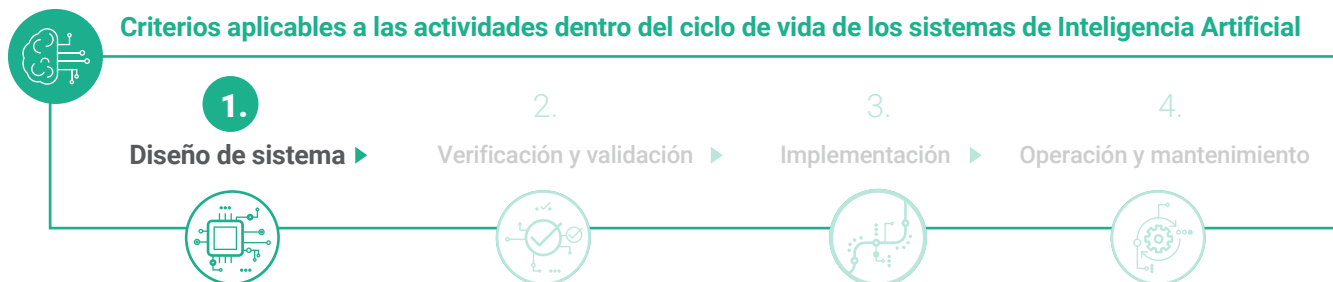 Criterios aplicables a las actividades dentro del ciclo de vida de los sistemas de Inteligencia Artificial
1.
Diseño de sistema
2.
Verificación y validación
3.
Implementación
4.
Operación y mantenimiento